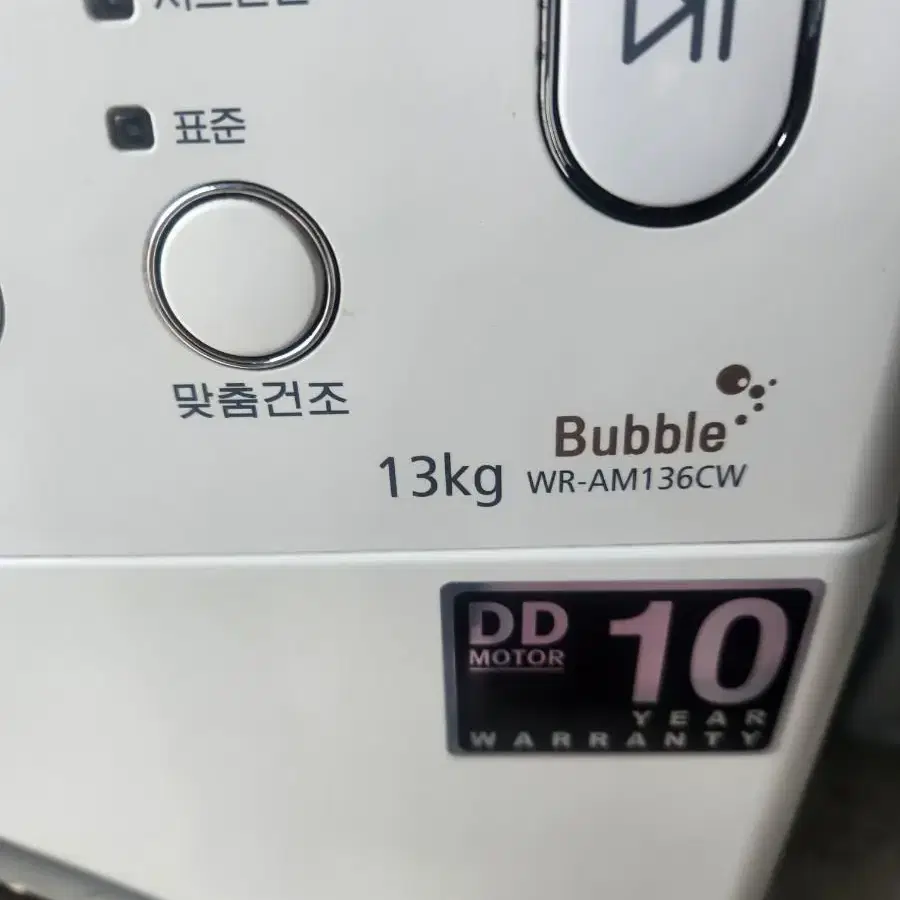 표준
맞춤건조
Bubble
13kg WR-AM136CW
DD
MOTOR
10
YEAR
WARRANTY